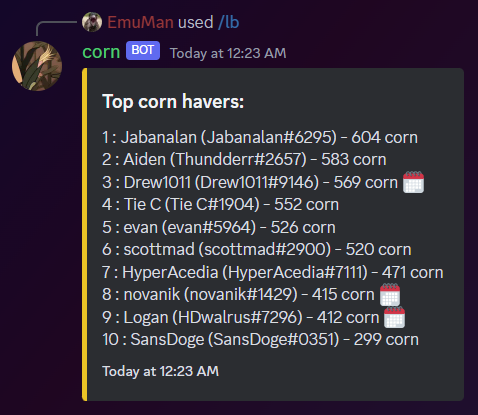 EmuMan used /lb
corn BOT Today at 12:23 AM
Top corn havers:
1 : Jabanalan (Jabanalan#6295) - 604 corn
2 : Aiden (Thundderr#2657) - 583 corn
3 : Drew1011 (Drew1011#9146) - 569 corn
4 : Tie C (Tie C#1904) - 552 corn
5 : evan (evan#5964) - 526 corn
6 : scottmad (scottmad#2900) - 520 corn
7 : HyperAcedia (HyperAcedia#7111) - 471 corn
8 : novanik (novanik#1429) - 415 corn
9 : Logan (HDwalrus#7296) - 412 corn
10 : SansDoge (SansDoge#0351) - 299 corn
Today at 12:23 AM